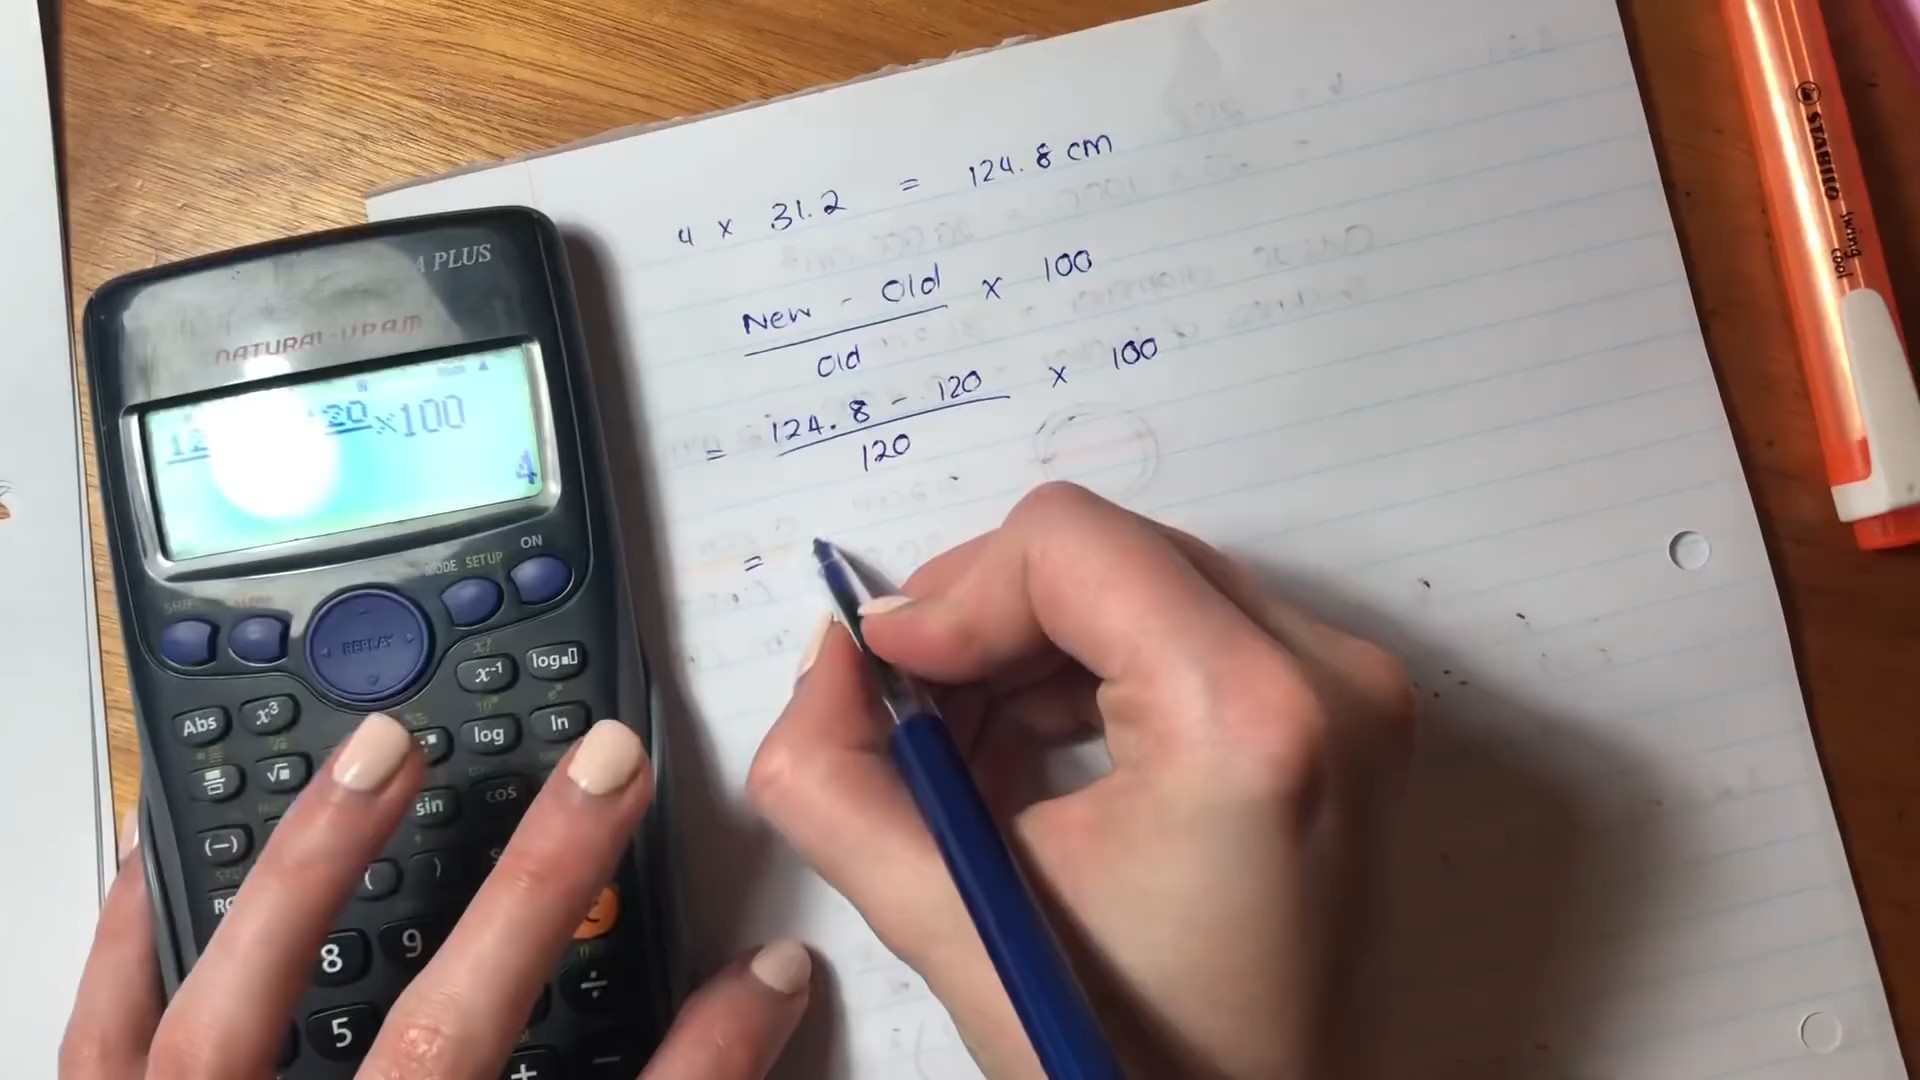 4 x 31.2 = 124.8 cm
New - Old x 100
Old
= 124.8 - 120 x 100
120
=
A PLUS
NATURAL-V.P.A.M.
x100
4
ON
MODE SETUP
REPLAY
x⁻¹
log
Abs
x³
log
ln
√
sin
cos
(−)
(
)
8
9
÷
5
+
−
STABILO
swing
cool